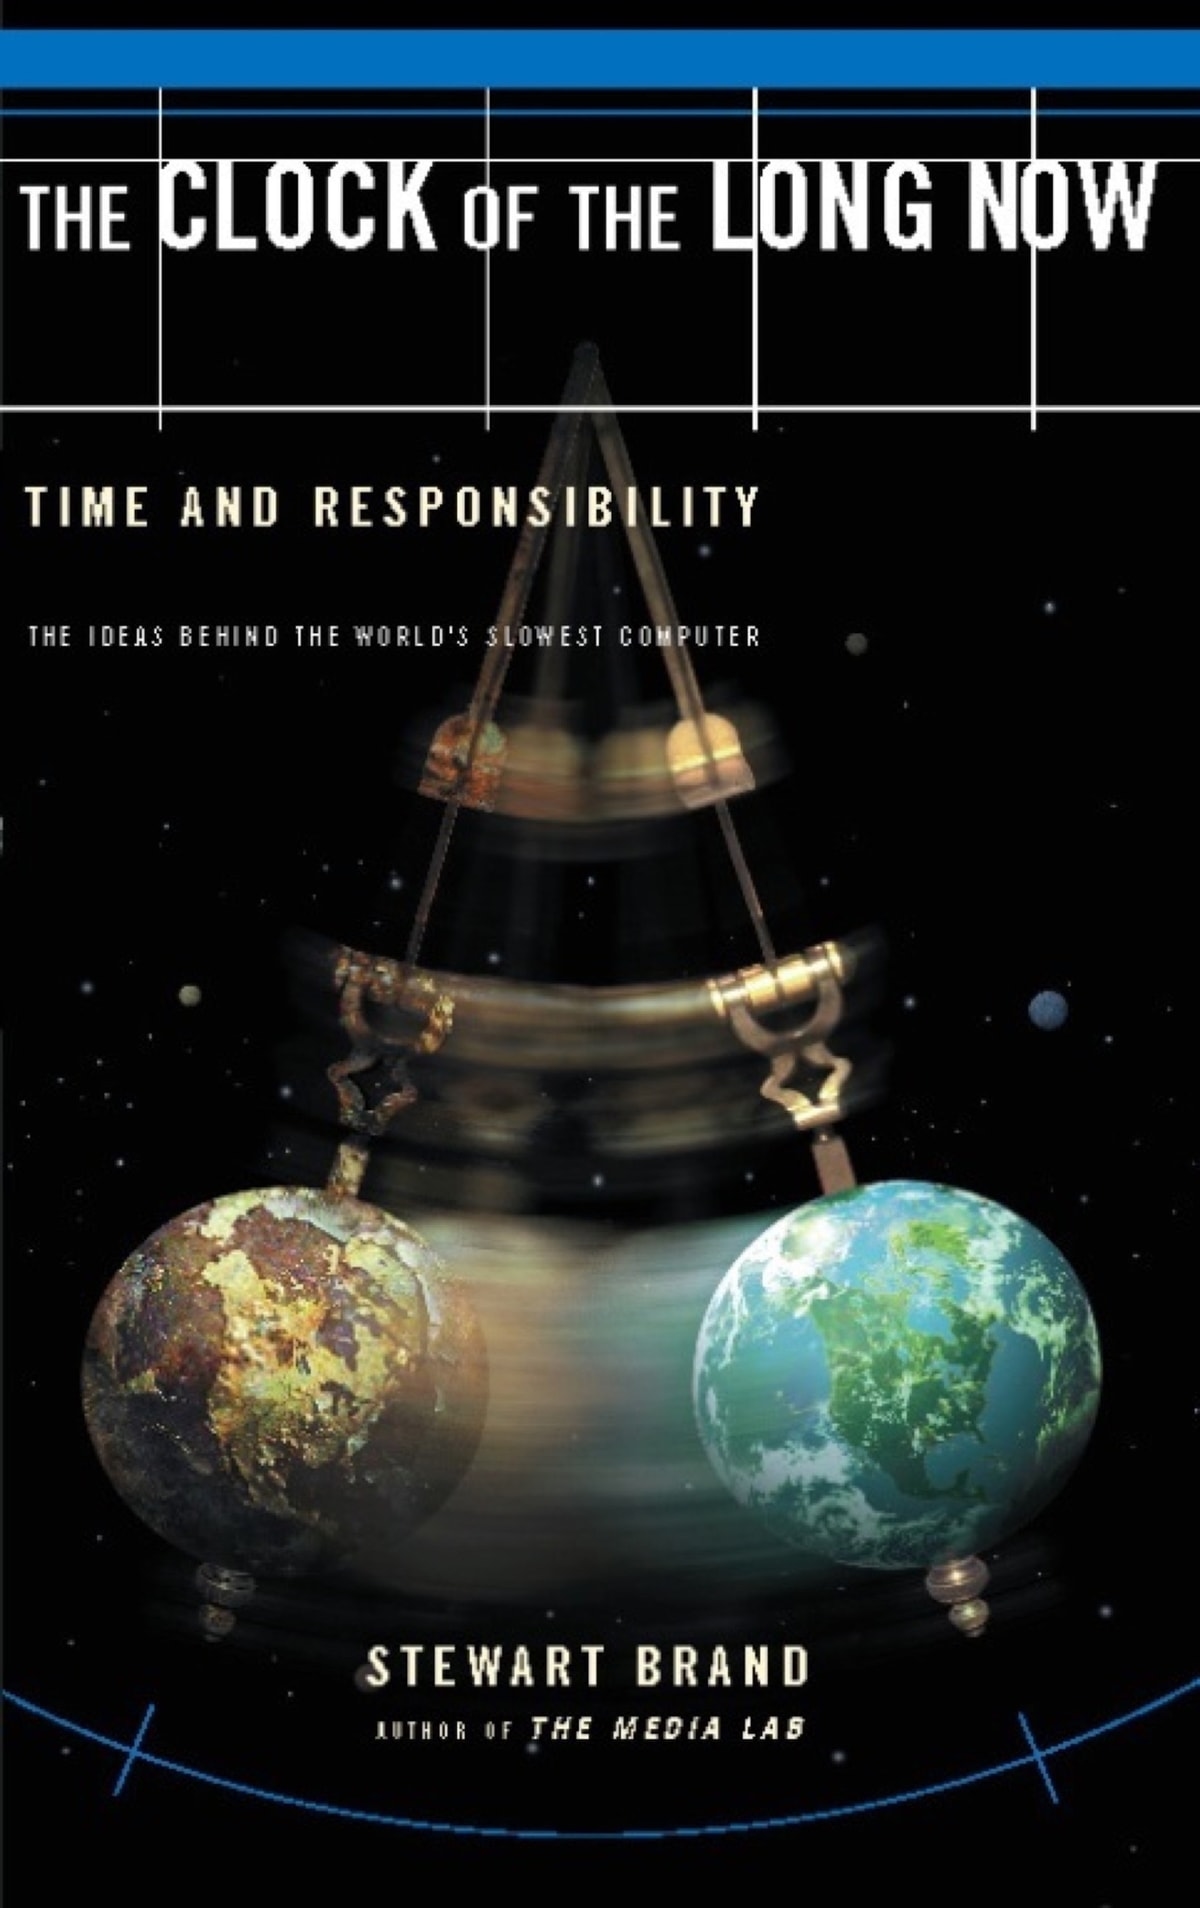 THE CLOCK OF THE LONG NOW
TIME AND RESPONSIBILITY
THE IDEAS BEHIND THE WORLD'S SLOWEST COMPUTER
STEWART BRAND
AUTHOR OF THE MEDIA LAB